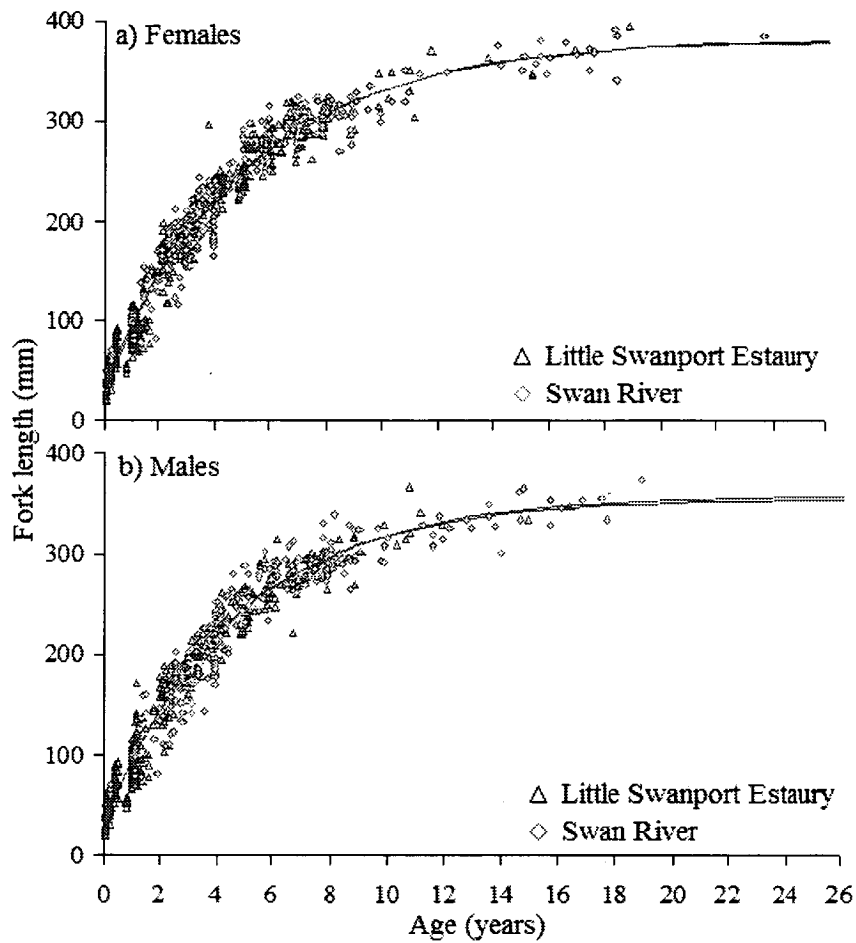 a) Females
400
300
200
100
0
△ Little Swanport Estaury
◇ Swan River
Fork length (mm)
b) Males
400
300
200
100
0
△ Little Swanport Estaury
◇ Swan River
0 2 4 6 8 10 12 14 16 18 20 22 24 26
Age (years)